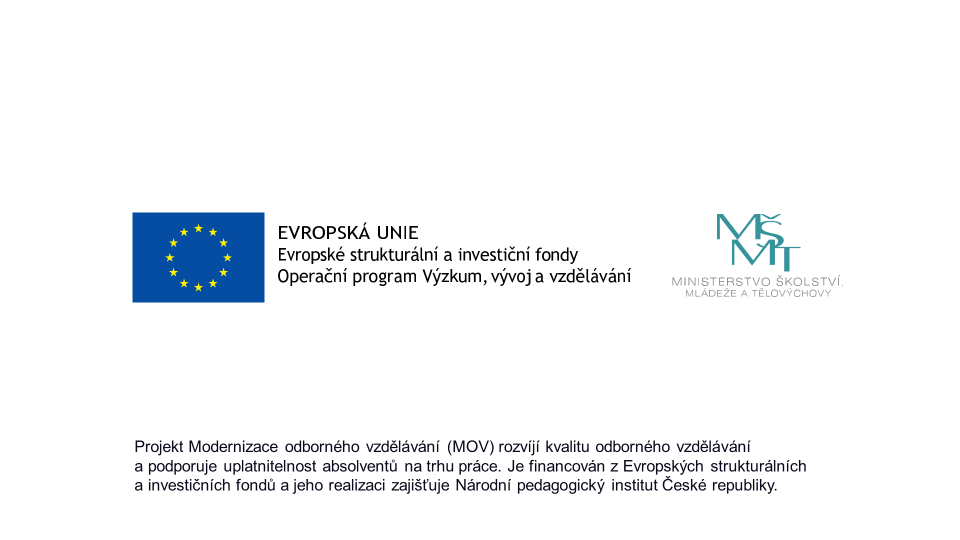 EVROPSKÁ UNIE
Evropské strukturální a investiční fondy
Operační program Výzkum, vývoj a vzdělávání
MŠMT
MINISTERSTVO ŠKOLSTVÍ,
MLÁDEŽE A TĚLOVÝCHOVY
Projekt Modernizace odborného vzdělávání (MOV) rozvíjí kvalitu odborného vzdělávání
a podporuje uplatnitelnost absolventů na trhu práce. Je financován z Evropských strukturálních
a investičních fondů a jeho realizaci zajišťuje Národní pedagogický institut České republiky.